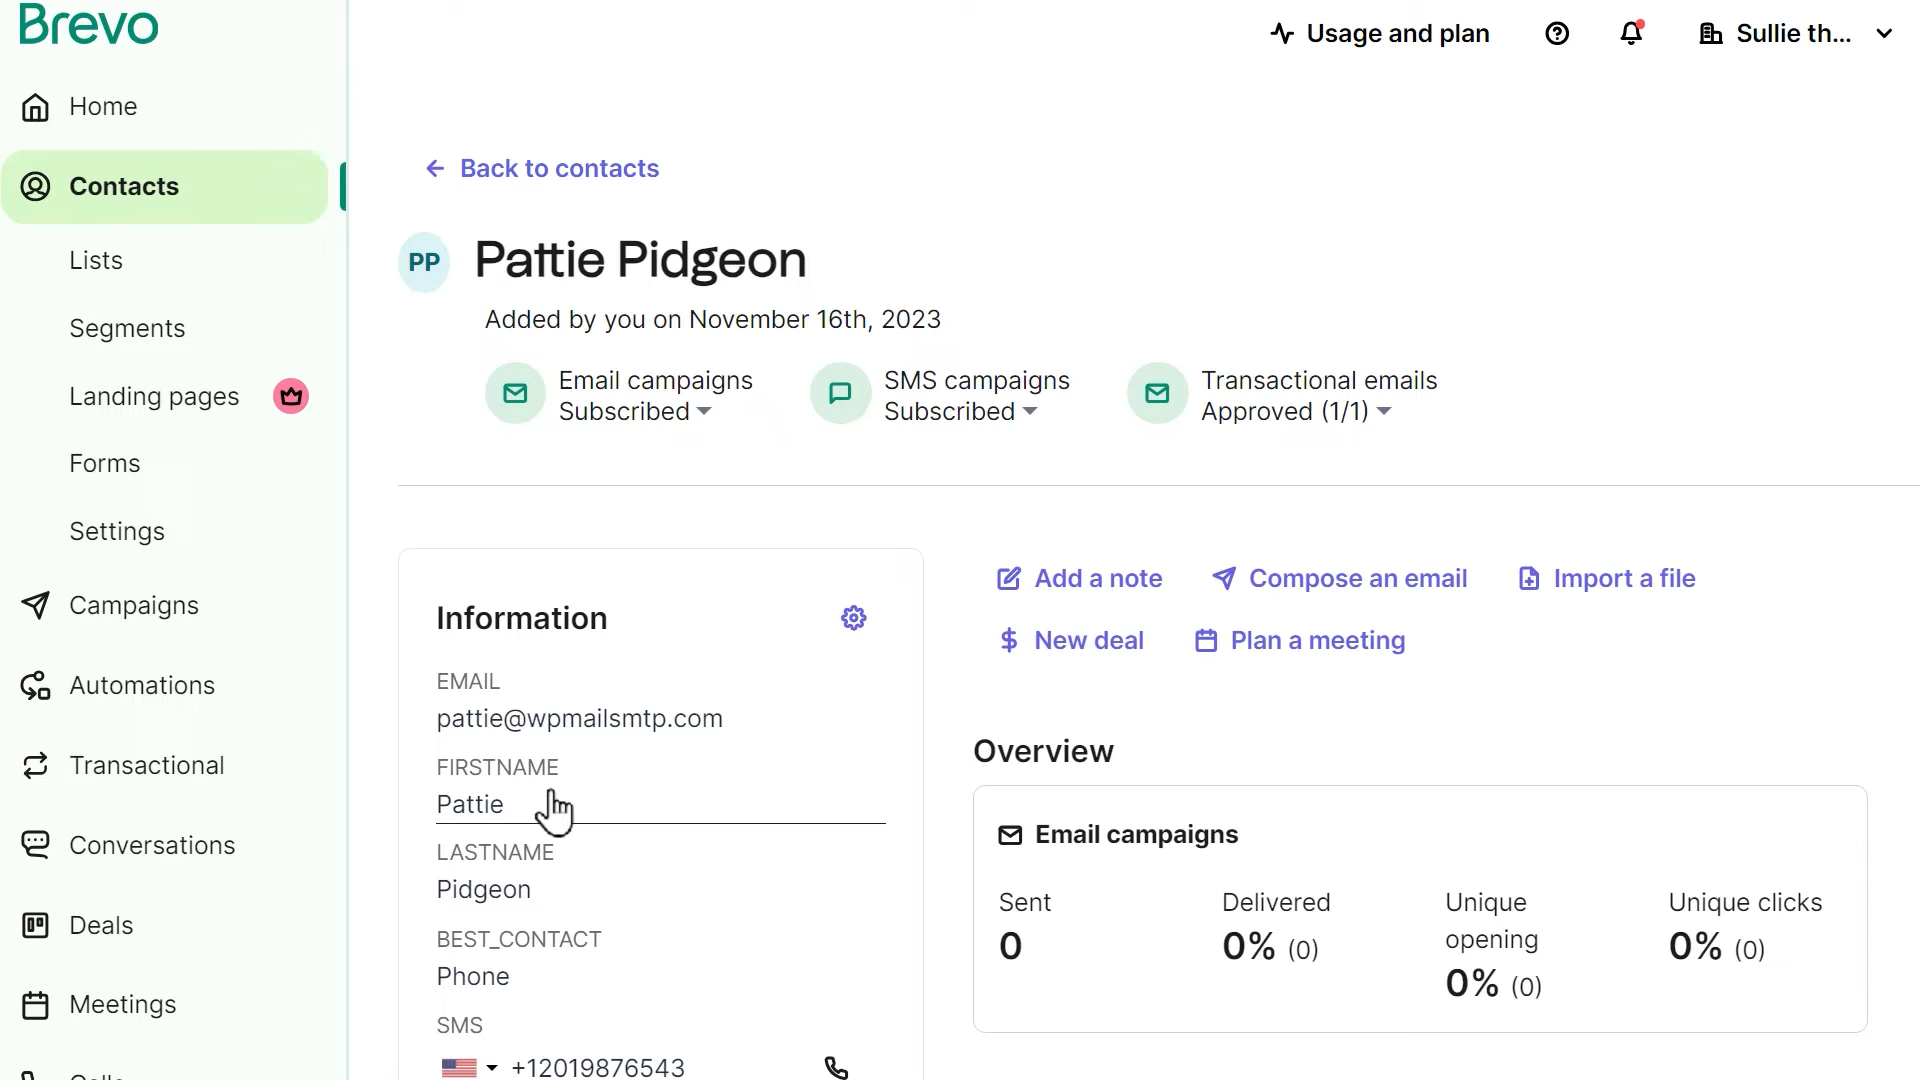 Brevo
Usage and plan
Sullie th...
Home
Contacts
Lists
Segments
Landing pages
Forms
Settings
Campaigns
Automations
Transactional
Conversations
Deals
Meetings
Back to contacts
PP
Pattie Pidgeon
Added by you on November 16th, 2023
Email campaigns
Subscribed
SMS campaigns
Subscribed
Transactional emails
Approved (1/1)
Information
EMAIL
pattie@wpmailsmtp.com
FIRSTNAME
Pattie
LASTNAME
Pidgeon
BEST_CONTACT
Phone
SMS
+12019876543
Add a note
Compose an email
Import a file
New deal
Plan a meeting
Overview
Email campaigns
Sent
0
Delivered
0% (0)
Unique
opening
0% (0)
Unique clicks
0% (0)